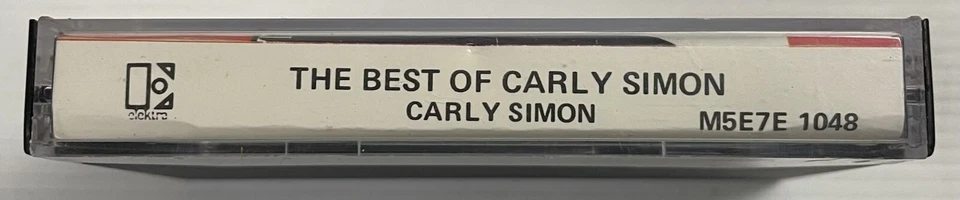 THE BEST OF CARLY SIMON
CARLY SIMON
elektra
M5E7E 1048